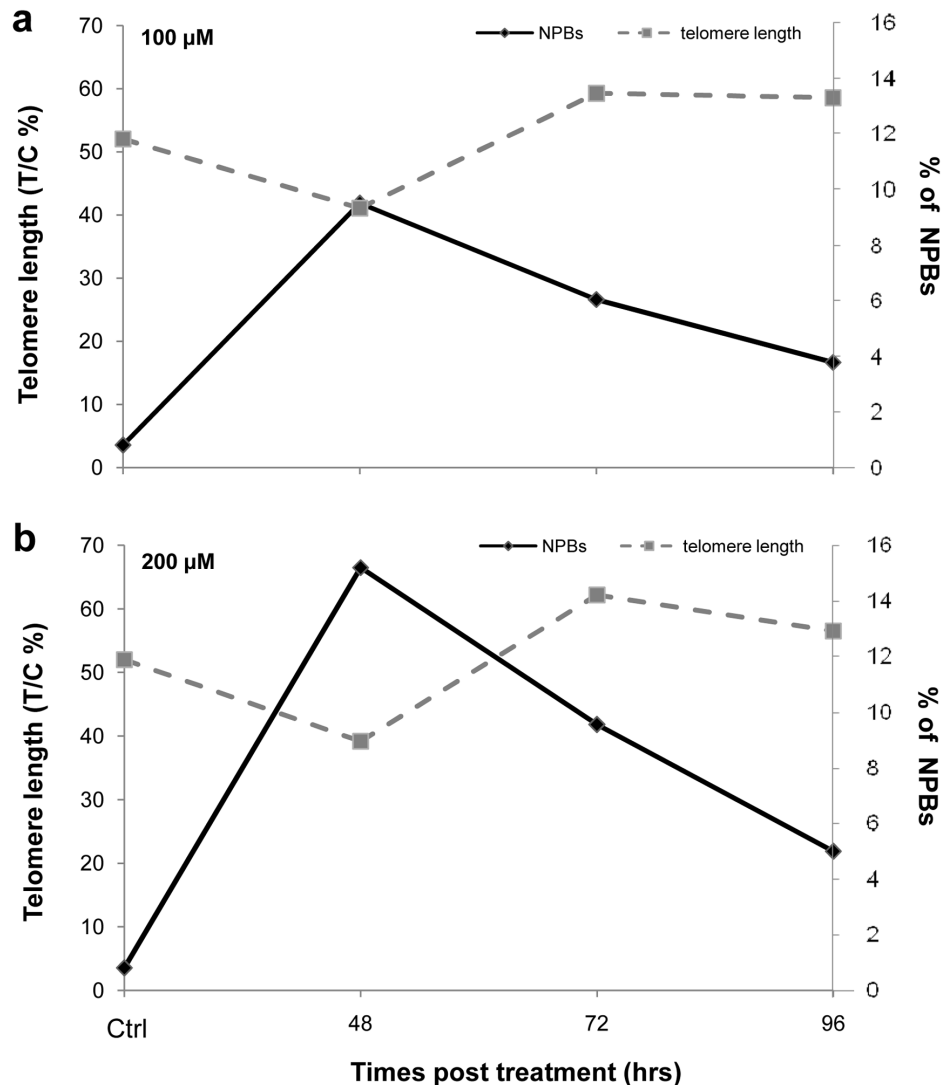 a
100 µM
NPBs
telomere length
Telomere length (T/C %)
70
60
50
40
30
20
10
0
16
14
12
10
8
6
4
2
0
% of NPBs
b
200 µM
NPBs
telomere length
Telomere length (T/C %)
70
60
50
40
30
20
10
0
16
14
12
10
8
6
4
2
0
% of NPBs
Ctrl
48
72
96
Times post treatment (hrs)